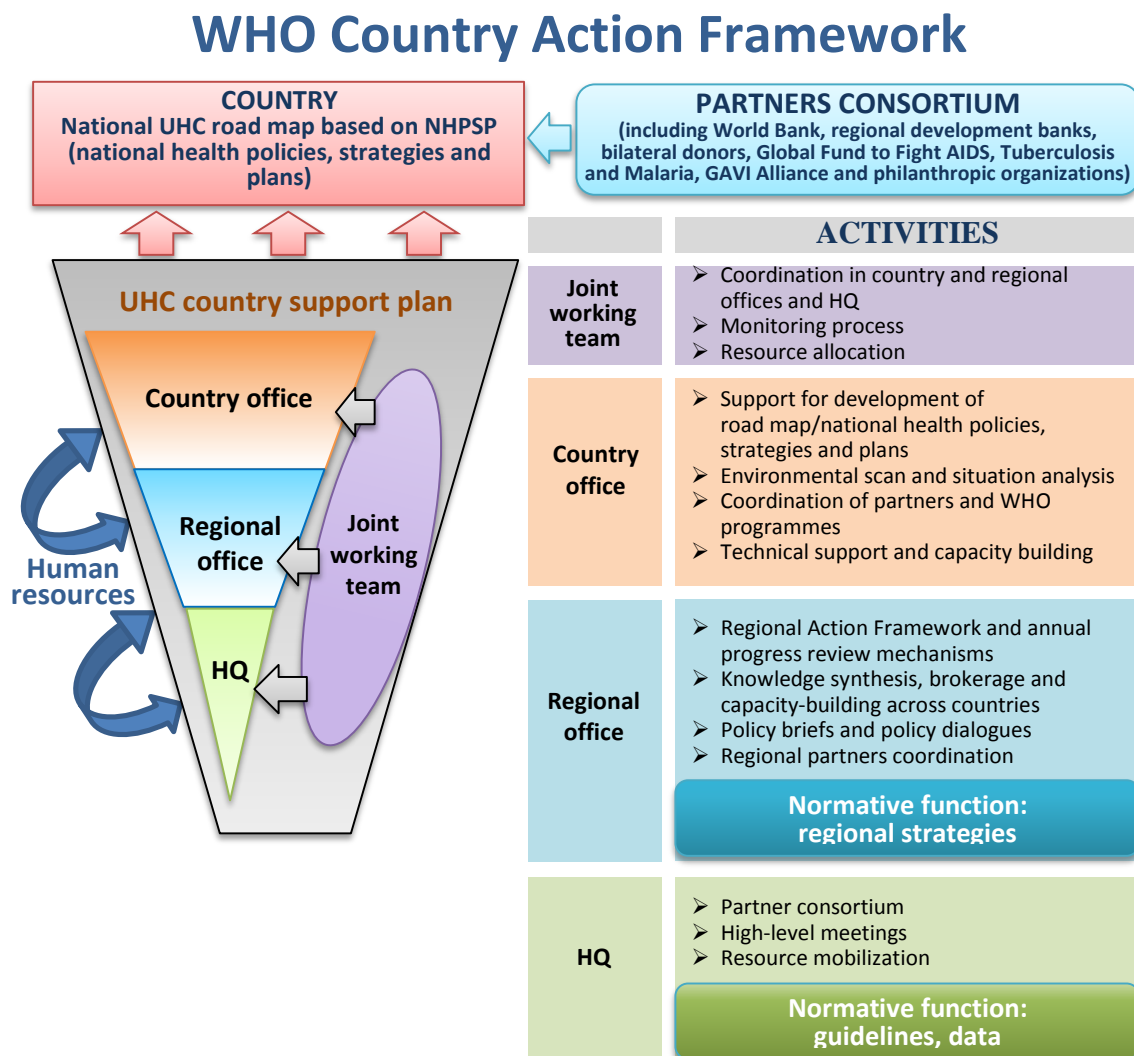 WHO Country Action Framework
COUNTRY
National UHC road map based on NHPSP
(national health policies, strategies and
plans)
PARTNERS CONSORTIUM
(including World Bank, regional development banks,
bilateral donors, Global Fund to Fight AIDS, Tuberculosis
and Malaria, GAVI Alliance and philanthropic organizations)
UHC country support plan
Country office
Regional
office
HQ
Joint
working
team
Human
resources
ACTIVITIES
Joint
working
team
➢ Coordination in country and regional
offices and HQ
➢ Monitoring process
➢ Resource allocation
Country
office
➢ Support for development of
road map/national health policies,
strategies and plans
➢ Environmental scan and situation analysis
➢ Coordination of partners and WHO
programmes
➢ Technical support and capacity building
Regional
office
➢ Regional Action Framework and annual
progress review mechanisms
➢ Knowledge synthesis, brokerage and
capacity-building across countries
➢ Policy briefs and policy dialogues
➢ Regional partners coordination
Normative function:
regional strategies
HQ
➢ Partner consortium
➢ High-level meetings
➢ Resource mobilization
Normative function:
guidelines, data